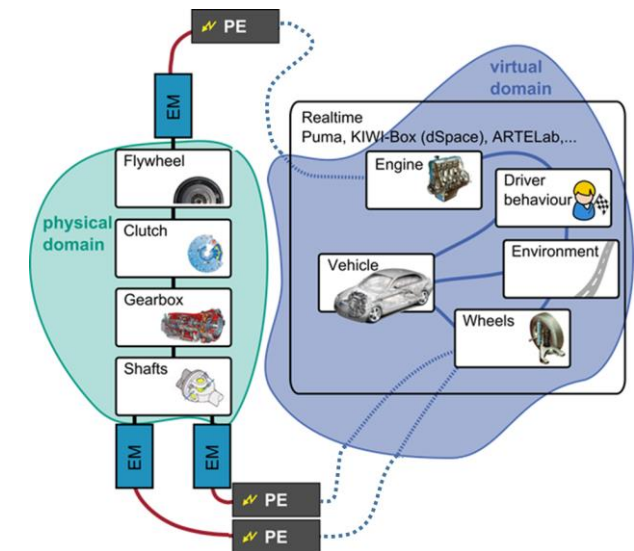 PE
EM
virtual
domain
Realtime
Puma, KIWI-Box (dSpace), ARTELab,...
Flywheel
Engine
Driver
behaviour
physical
domain
Clutch
Environment
Vehicle
Gearbox
Wheels
Shafts
EM
EM
PE
PE